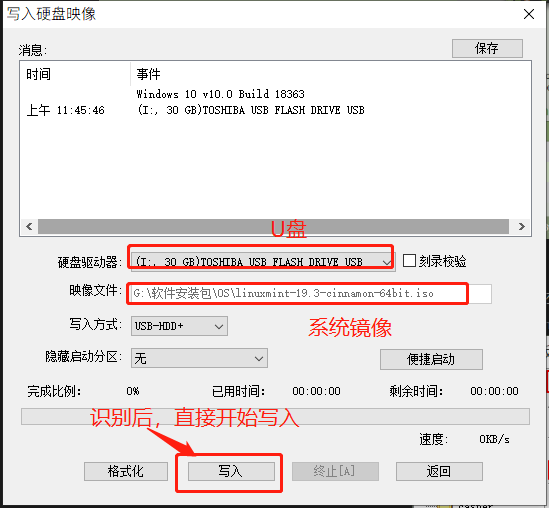 写入硬盘映像
消息:
保存
时间 事件
Windows 10 v10.0 Build 18363
上午 11:45:46 (I:, 30 GB)TOSHIBA USB FLASH DRIVE USB
U盘
硬盘驱动器: (I:, 30 GB)TOSHIBA USB FLASH DRIVE USB 刻录校验
映像文件: G:\软件安装包\OS\linuxmint-19.3-cinnamon-64bit.iso
写入方式: USB-HDD+
系统镜像
隐藏启动分区: 无 便捷启动
完成比例: 0% 已用时间: 00:00:00 剩余时间: 00:00:00
识别后，直接开始写入
速度: 0KB/s
格式化 写入 终止[A] 返回
casper